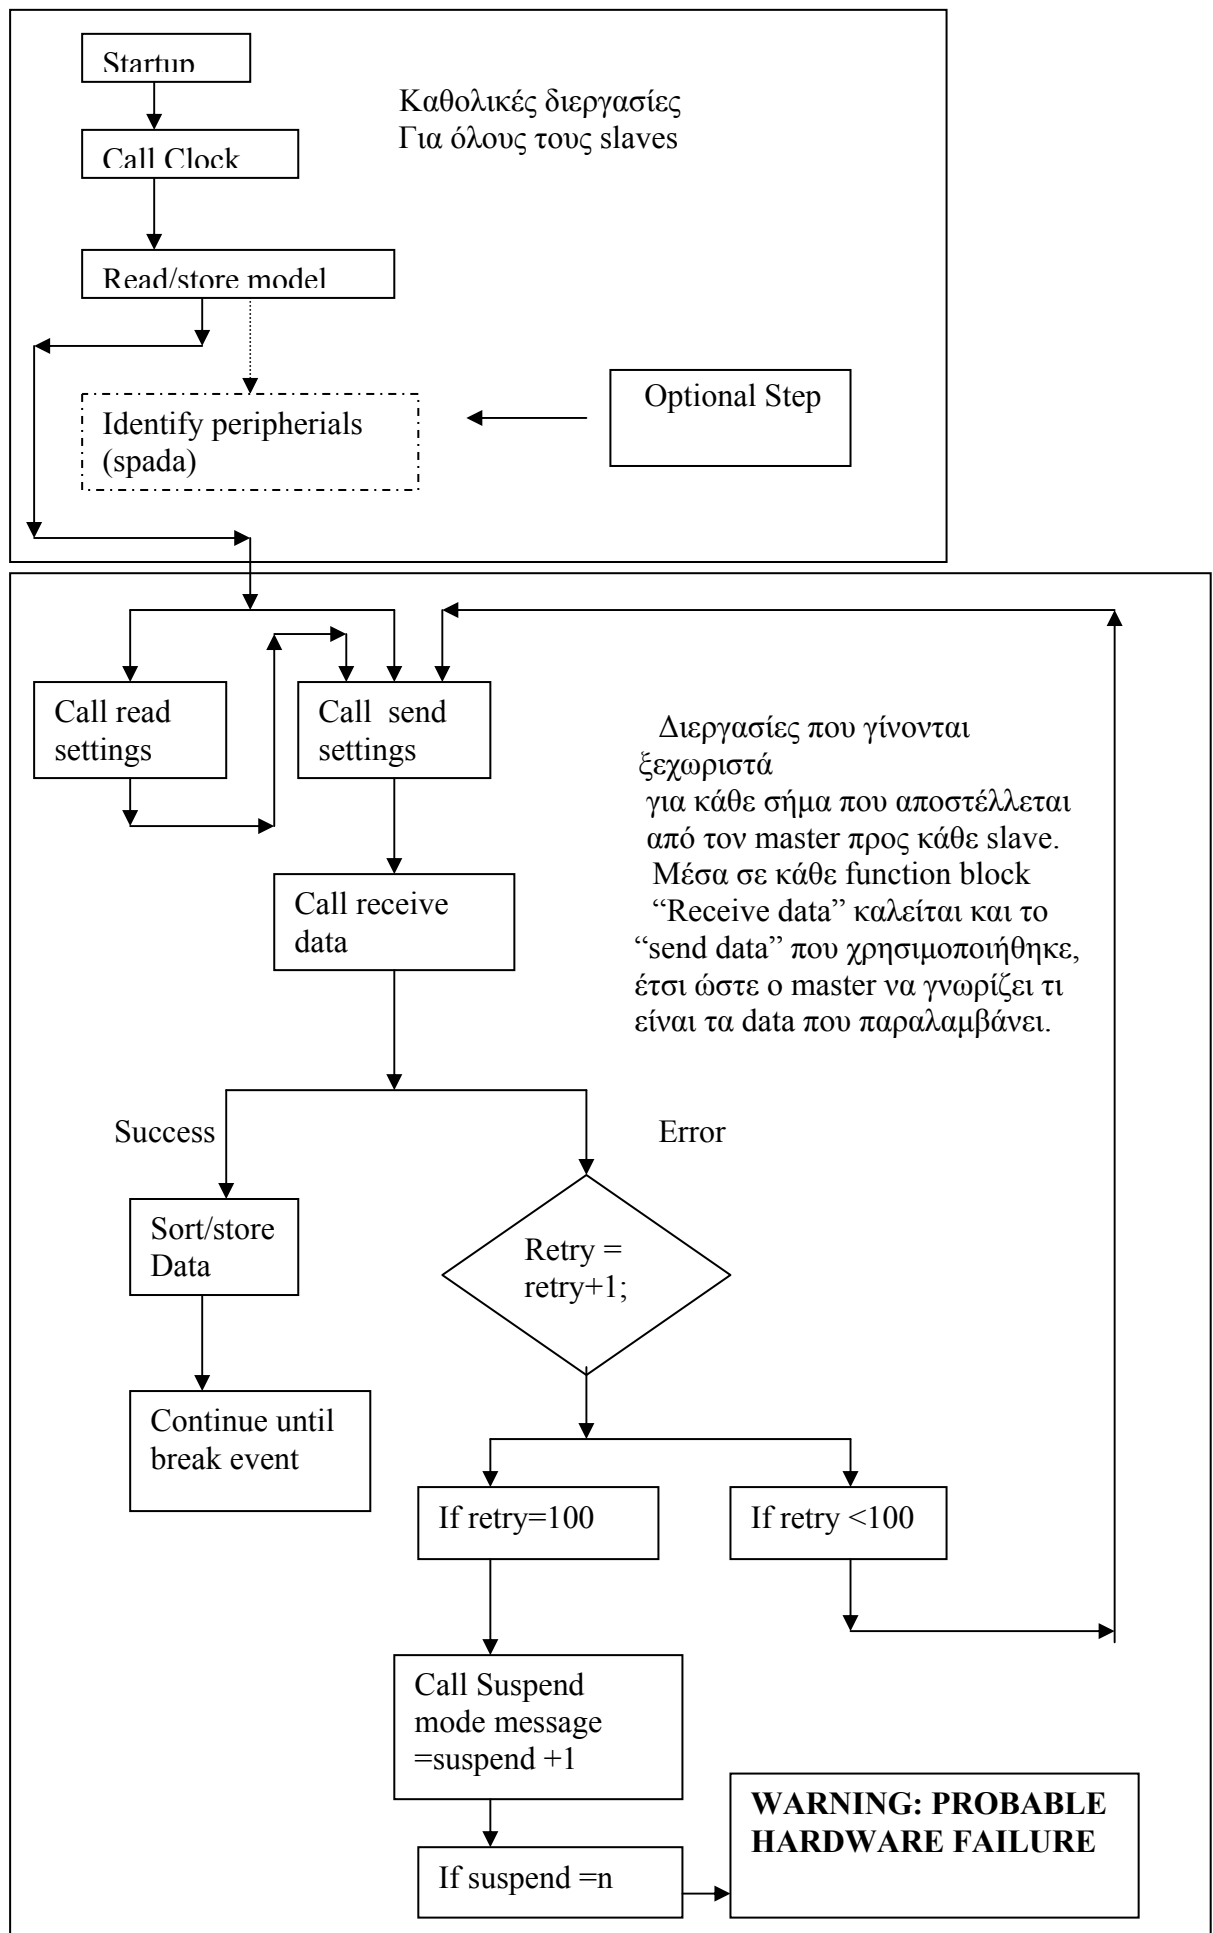 Startup
Καθολικές διεργασίες
Για όλους τους slaves
Call Clock
Read/store model
Optional Step
Identify peripherials
(spada)
Call read
settings
Call send
settings
Διεργασίες που γίνονται
ξεχωριστά
για κάθε σήμα που αποστέλλεται
από τον master προς κάθε slave.
Μέσα σε κάθε function block
“Receive data” καλείται και το
“send data” που χρησιμοποιήθηκε,
έτσι ώστε ο master να γνωρίζει τι
είναι τα data που παραλαμβάνει.
Call receive
data
Success
Error
Sort/store
Data
Retry =
retry+1;
Continue until
break event
If retry=100
If retry <100
Call Suspend
mode message
=suspend +1
WARNING: PROBABLE
HARDWARE FAILURE
If suspend =n